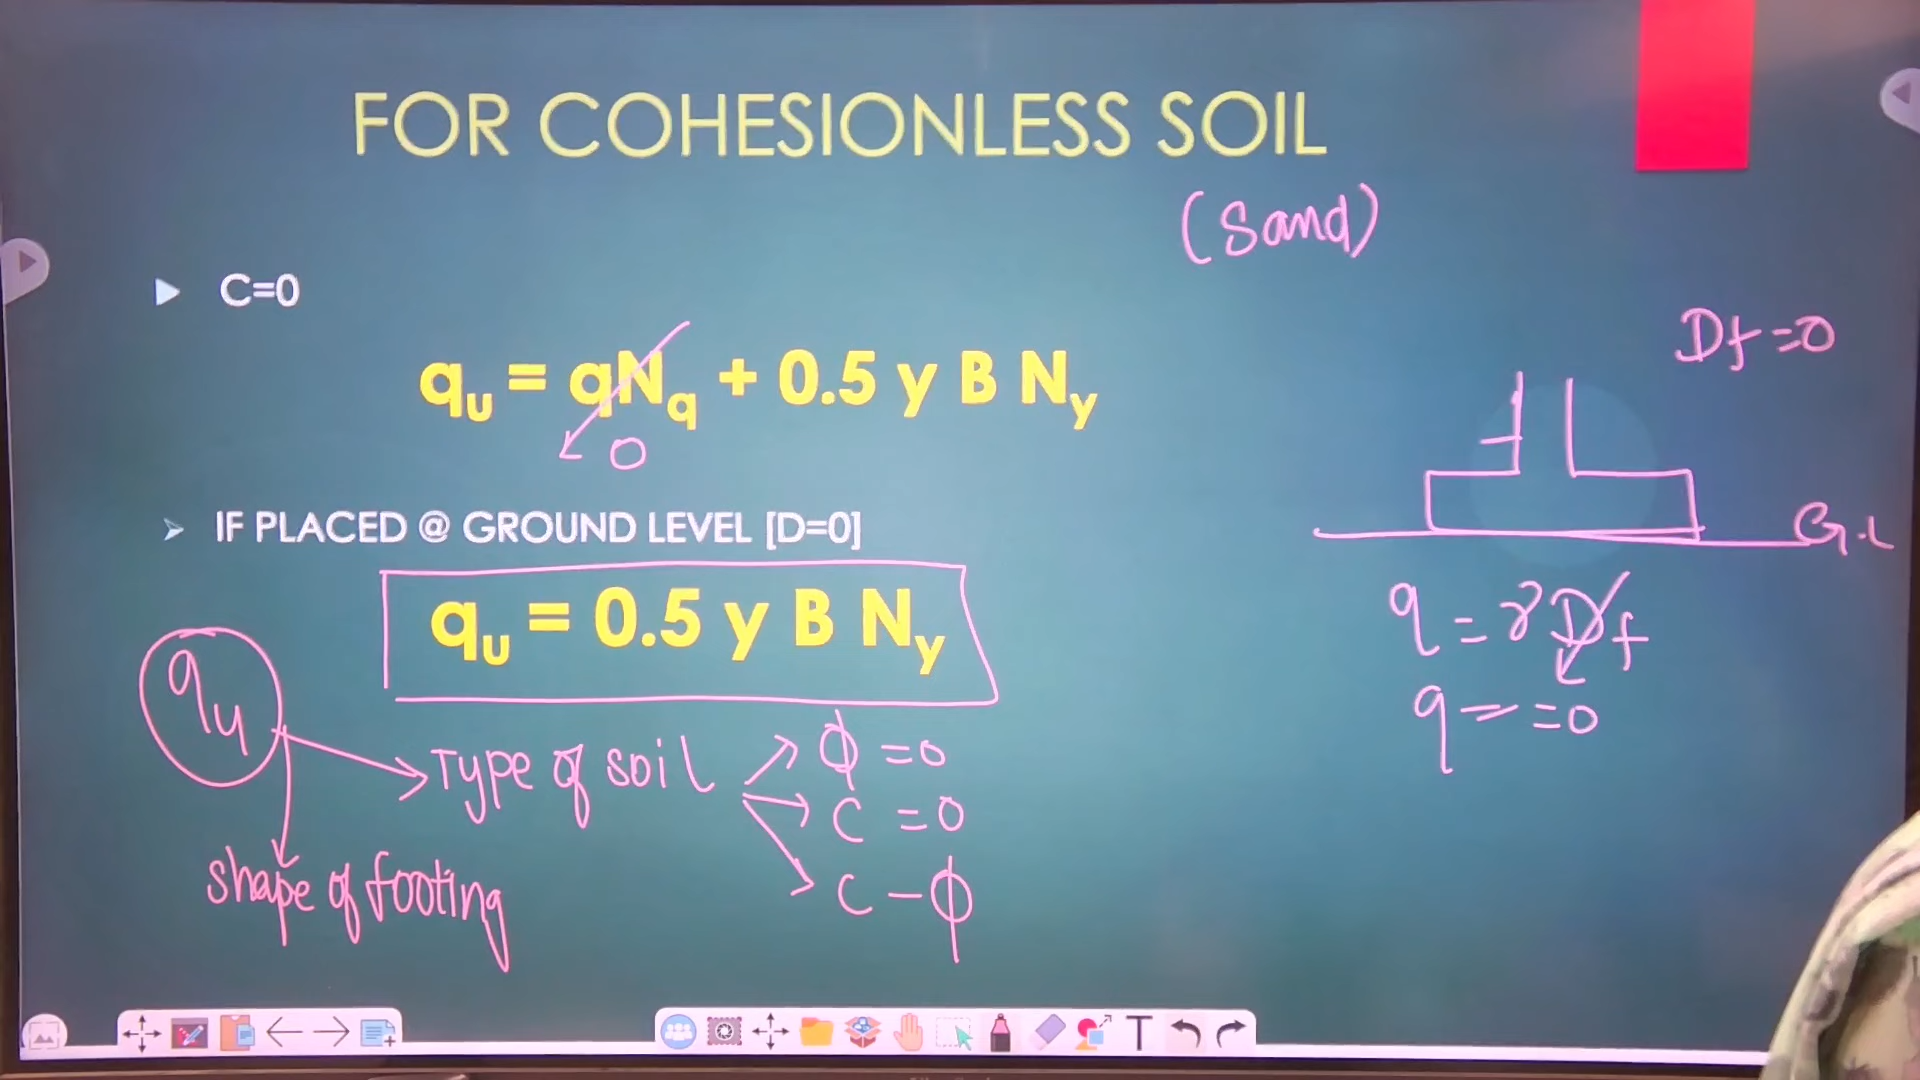 FOR COHESIONLESS SOIL
(Sand)
C=0
Df=0
qu = qNq + 0.5 y B Ny
0
IF PLACED @ GROUND LEVEL [D=0]
G.L
qu = 0.5 y B Ny
q = γDf
q = 0
qu
Type of soil
ϕ = 0
C = 0
C - ϕ
shape of footing
T